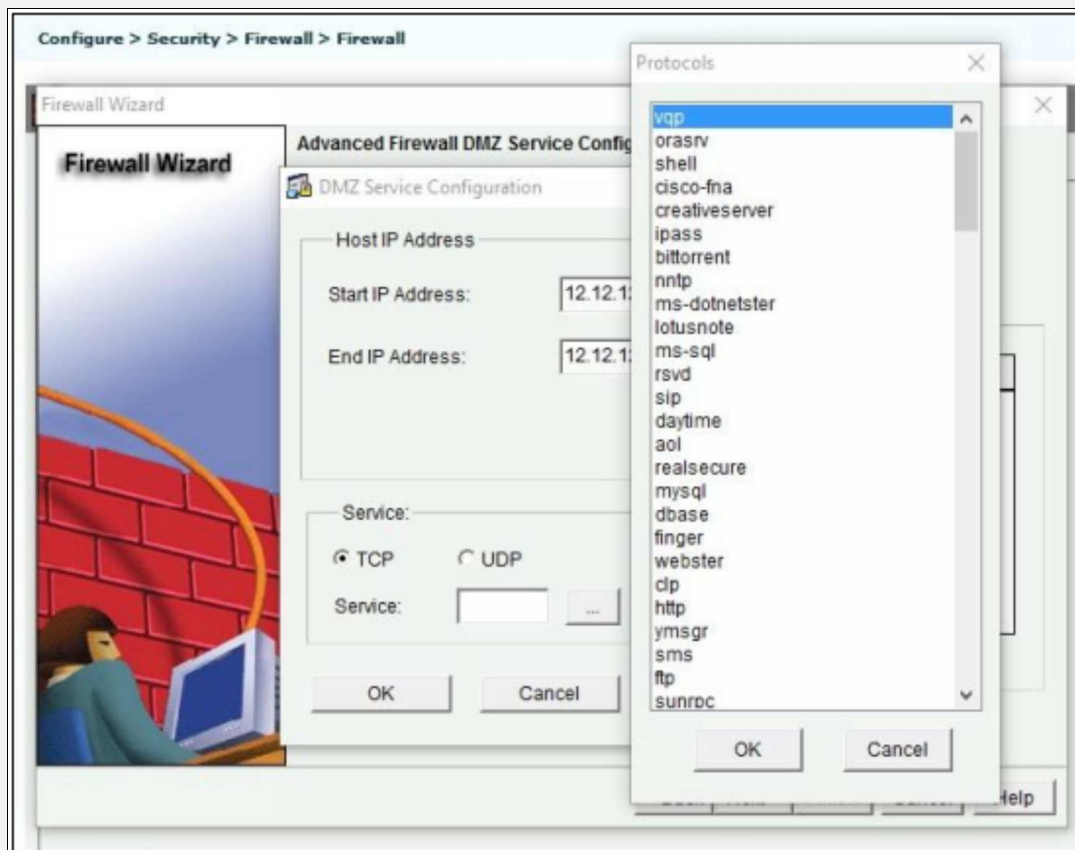 Configure > Security > Firewall > Firewall
Firewall Wizard
Firewall Wizard
Advanced Firewall DMZ Service Config
DMZ Service Configuration
Host IP Address
Start IP Address:
12.12.1
End IP Address:
12.12.1
Service:
TCP
UDP
Service:
...
OK
Cancel
Protocols
vqp
orasrv
shell
cisco-fna
creativeserver
ipass
bittorrent
nntp
ms-dotnetster
lotusnote
ms-sql
rsvd
sip
daytime
aol
realsecure
mysql
dbase
finger
webster
clp
http
ymsgr
sms
ftp
sunrpc
OK
Cancel
Help